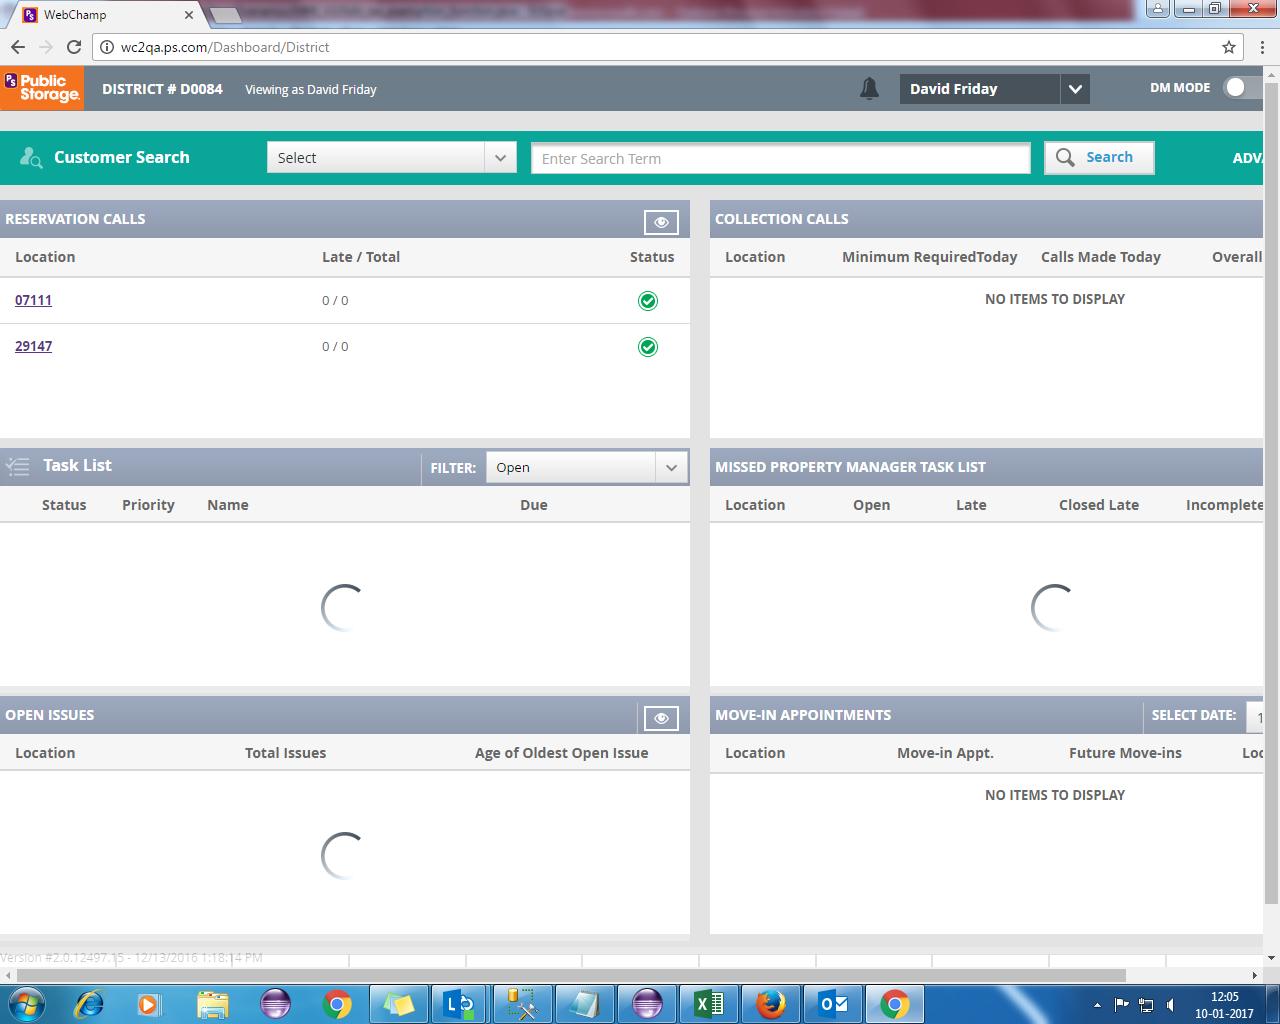 WebChamp
wc2qa.ps.com/Dashboard/District
PS Public Storage.
DISTRICT # D0084
Viewing as David Friday
David Friday
DM MODE
Customer Search
Select
Enter Search Term
Search
ADV
RESERVATION CALLS
Location Late / Total Status
07111 0 / 0
29147 0 / 0
COLLECTION CALLS
Location Minimum RequiredToday Calls Made Today Overall
NO ITEMS TO DISPLAY
Task List
FILTER: Open
Status Priority Name Due
MISSED PROPERTY MANAGER TASK LIST
Location Open Late Closed Late Incomplete
OPEN ISSUES
Location Total Issues Age of Oldest Open Issue
MOVE-IN APPOINTMENTS
SELECT DATE: 1
Location Move-in Appt. Future Move-ins Loc
NO ITEMS TO DISPLAY
Version #2.0.12497.15 - 12/13/2016 1:18:14 PM
12:05
10-01-2017